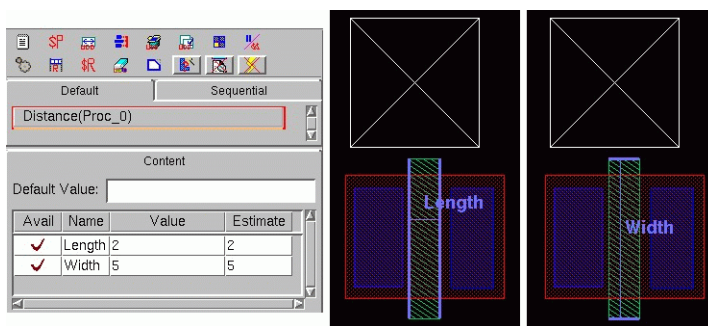 $P
$R
Default Sequential
Distance(Proc_0)
Content
Default Value:
Avail Name Value Estimate
Length 2 2
Width 5 5
Length
Width